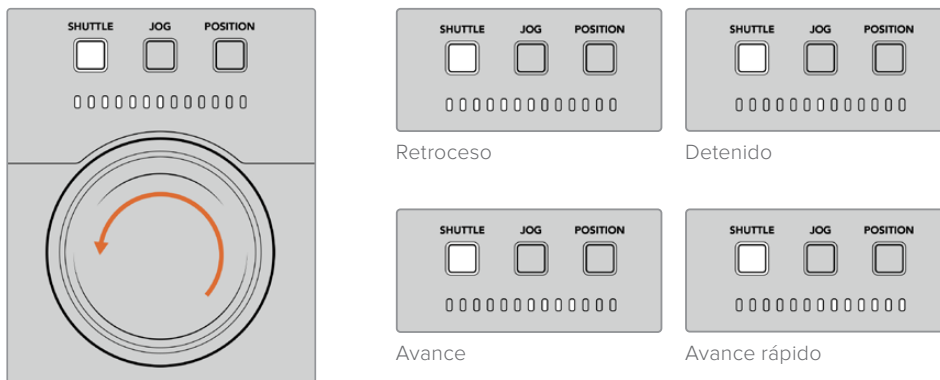 SHUTTLE JOG POSITION
SHUTTLE JOG POSITION
Retroceso
SHUTTLE JOG POSITION
Detenido
SHUTTLE JOG POSITION
Avance
SHUTTLE JOG POSITION
Avance rápido